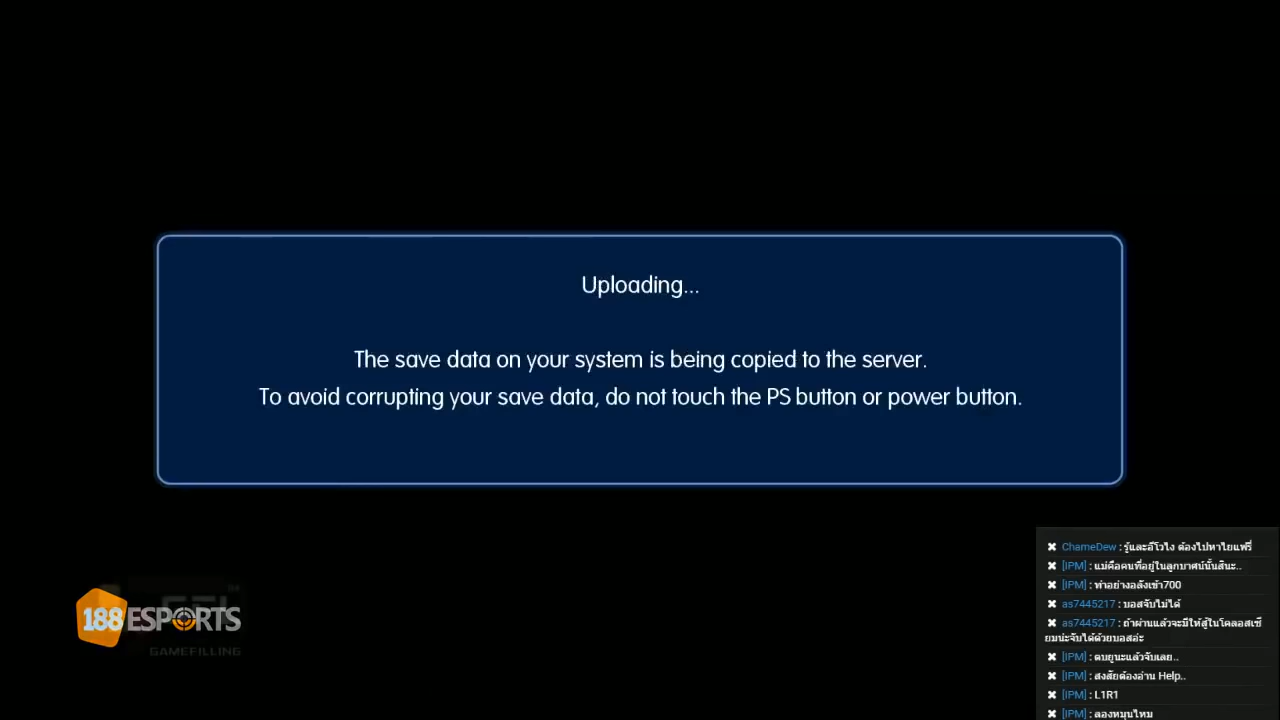 Uploading...
The save data on your system is being copied to the server.
To avoid corrupting your save data, do not touch the PS button or power button.
188ESPORTS
GAMEFILLING
ChameDew : รู้และอีโวไง ต้องไปหาไยแฟรี่
[IPM] : แม่คือคนที่อยู่ในลูกบาศน์นั้นสินะ..
[IPM] : ทำอย่างอลังเข้า700
as7445217 : บอสจับไม่ได้
as7445217 : ถ้าผ่านแล้วจะมีให้สู้ในโคลอสเซี
ยมน่ะจับได้ด้วยบอสอ่ะ
[IPM] : ตบยูนะแล้วจับเลย..
[IPM] : สงสัยต้องอ่าน Help..
[IPM] : L1R1
[IPM] : ลองหมุนไหม